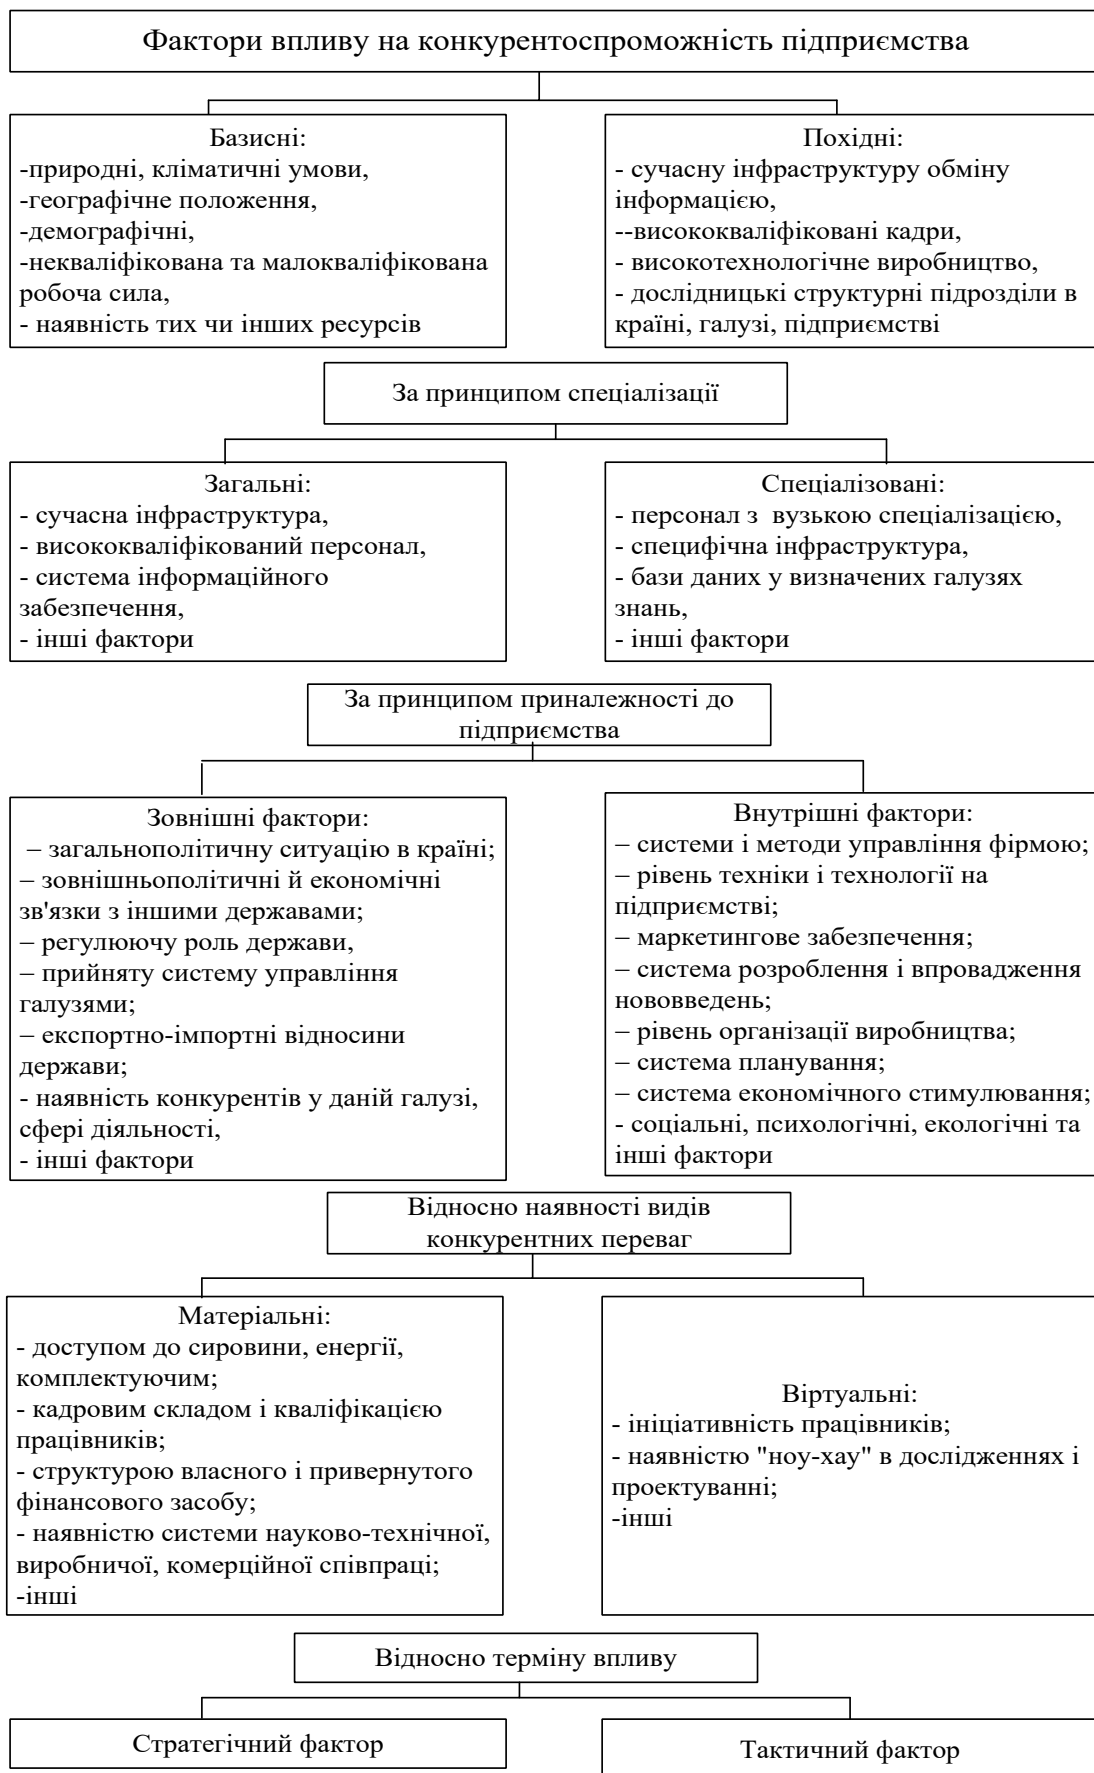 Фактори впливу на конкурентоспроможність підприємства
Базисні:
-природні, кліматичні умови,
-географічне положення,
-демографічні,
-некваліфікована та малокваліфікована
робоча сила,
- наявність тих чи інших ресурсів
Похідні:
- сучасну інфраструктуру обміну
інформацією,
--висококваліфіковані кадри,
- високотехнологічне виробництво,
- дослідницькі структурні підрозділи в
країні, галузі, підприємстві
За принципом спеціалізації
Загальні:
- сучасна інфраструктура,
- висококваліфікований персонал,
- система інформаційного
забезпечення,
- інші фактори
Спеціалізовані:
- персонал з вузькою спеціалізацією,
- специфічна інфраструктура,
- бази даних у визначених галузях
знань,
- інші фактори
За принципом приналежності до
підприємства
Зовнішні фактори:
– загальнополітичну ситуацію в країні;
– зовнішньополітичні й економічні
зв'язки з іншими державами;
– регулюючу роль держави,
– прийняту систему управління
галузями;
– експортно-імпортні відносини
держави;
- наявність конкурентів у даній галузі,
сфері діяльності,
- інші фактори
Внутрішні фактори:
– системи і методи управління фірмою;
– рівень техніки і технології на
підприємстві;
– маркетингове забезпечення;
– система розроблення і впровадження
нововведень;
– рівень організації виробництва;
– система планування;
– система економічного стимулювання;
- соціальні, психологічні, екологічні та
інші фактори
Відносно наявності видів
конкурентних переваг
Матеріальні:
- доступом до сировини, енергії,
комплектуючим;
- кадровим складом і кваліфікацією
працівників;
- структурою власного і привернутого
фінансового засобу;
- наявністю системи науково-технічної,
виробничої, комерційної співпраці;
-інші
Віртуальні:
- ініціативність працівників;
- наявністю "ноу-хау" в дослідженнях і
проектуванні;
-інші
Відносно терміну впливу
Стратегічний фактор
Тактичний фактор